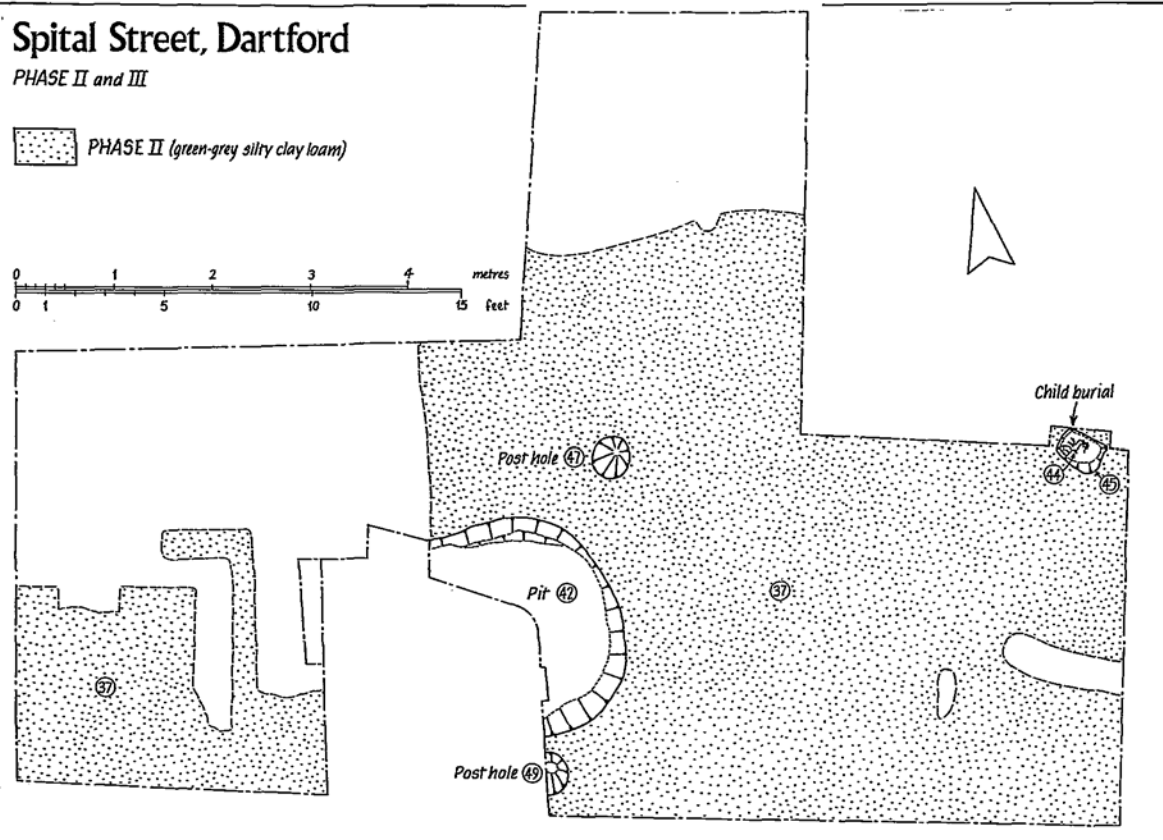 Spital Street, Dartford
PHASE II and III
PHASE II (green-grey silty clay loam)
0 1 2 3 4 metres
0 1 5 10 15 feet
Child burial
Post hole 47
44
45
Pit 42
37
37
Post hole 49